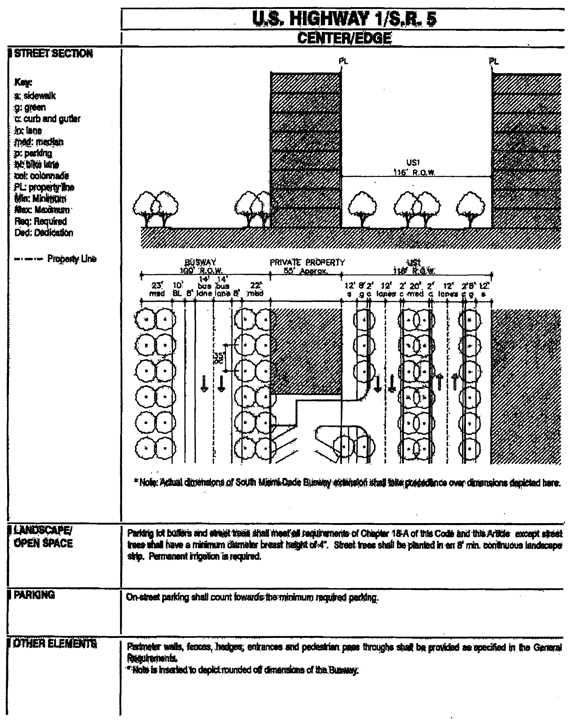 U.S. HIGHWAY 1/S.R. 5
CENTER/EDGE
STREET SECTION
Key:
a: sidewalk
g: green
c: curb and gutter
ln: lane
med: median
p: parking
bl: bike lane
col: colonnade
PL: property line
Min: Minimum
Max: Maximum
Req: Required
Ded: Dedication
Property Line
PL
PL
US1
116' R.O.W.
BUSWAY
100' R.O.W.
PRIVATE PROPERTY
55' Approx.
US1
116' R.O.W.
23' med
10' BL
8'
14' bus lane
14' bus lane
8'
22' med
12' s
8' g
2' c
12' lanes
2' c
20' med
2' c
12' lanes
2' c
8' g
12' s
35'
* Note: Actual dimensions of South Miami-Dade Busway extension shall take precedence over dimensions depicted here.
LANDSCAPE/
OPEN SPACE
Parking lot buffers and street trees shall meet all requirements of Chapter 18-A of this Code and this Article except street
trees shall have a minimum diameter breast height of 4". Street trees shall be planted in an 8' min. continuous landscape
strip. Permanent irrigation is required.
PARKING
On-street parking shall count towards the minimum required parking.
OTHER ELEMENTS
Perimeter walls, fences, hedges, entrances and pedestrian pass throughs shall be provided as specified in the General
Requirements.
* Note is inserted to depict rounded off dimensions of the Busway.